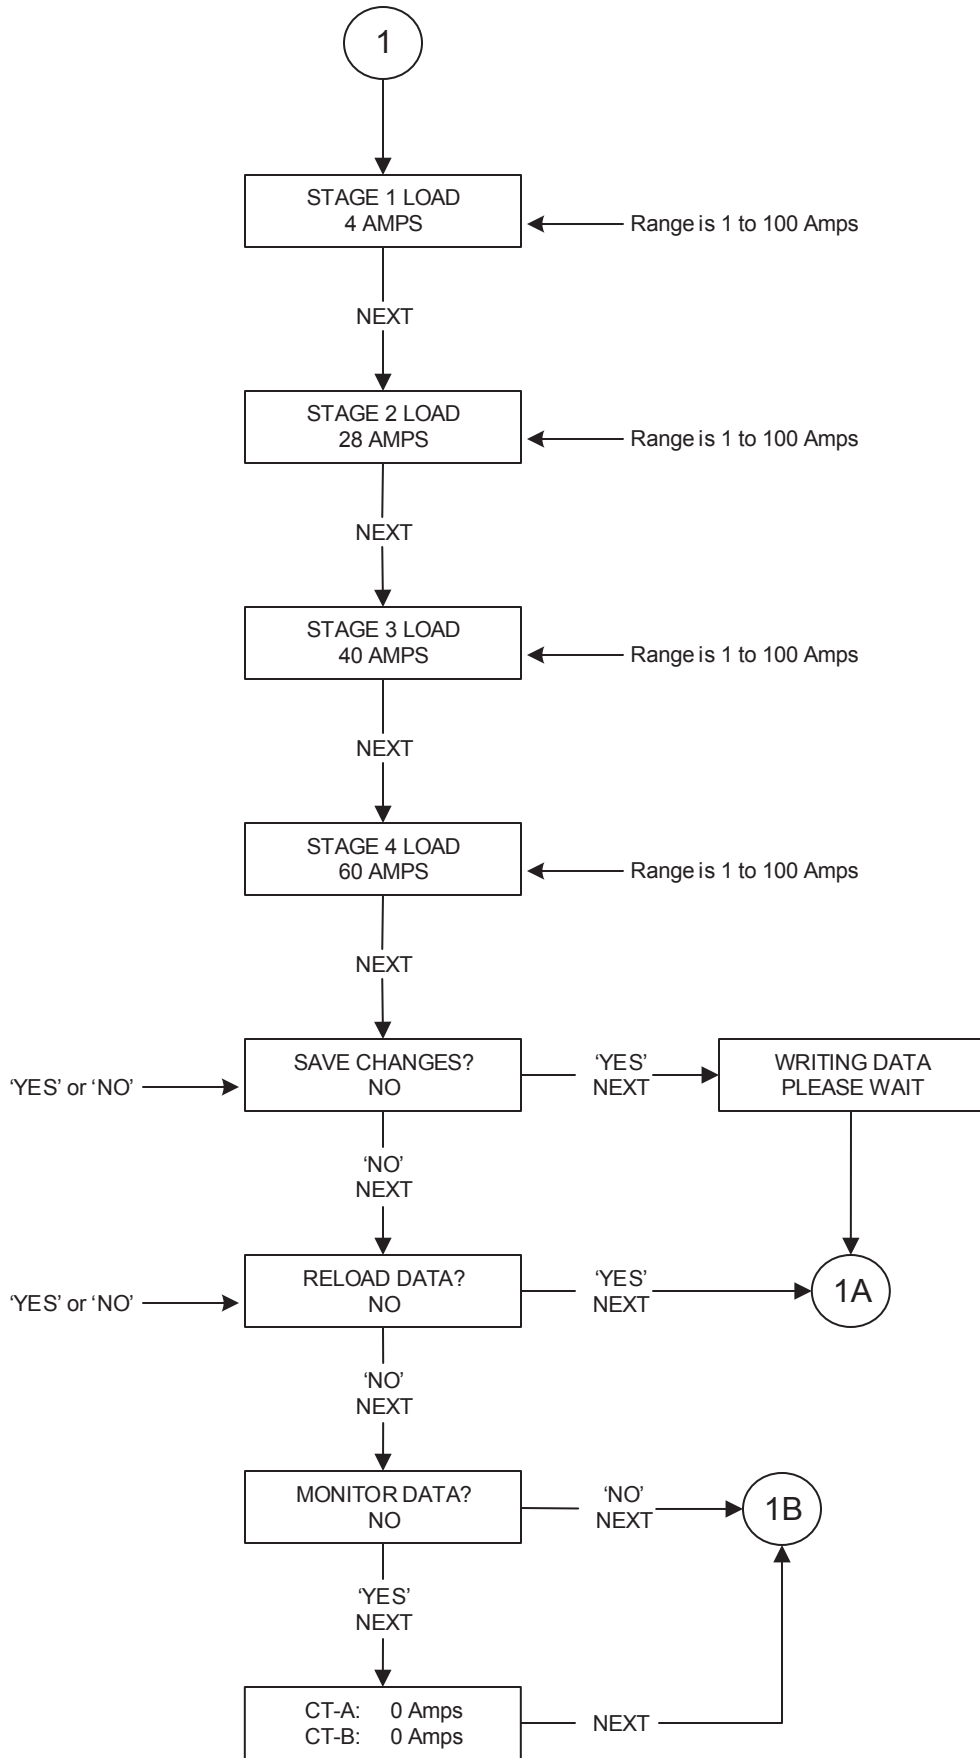 1
STAGE 1 LOAD
4 AMPS
Range is 1 to 100 Amps
NEXT
STAGE 2 LOAD
28 AMPS
Range is 1 to 100 Amps
NEXT
STAGE 3 LOAD
40 AMPS
Range is 1 to 100 Amps
NEXT
STAGE 4 LOAD
60 AMPS
Range is 1 to 100 Amps
NEXT
‘YES’ or ‘NO’
SAVE CHANGES?
NO
‘YES’
NEXT
WRITING DATA
PLEASE WAIT
‘NO’
NEXT
‘YES’ or ‘NO’
RELOAD DATA?
NO
‘YES’
NEXT
1A
‘NO’
NEXT
MONITOR DATA?
NO
‘NO’
NEXT
1B
‘YES’
NEXT
CT-A: 0 Amps
CT-B: 0 Amps
NEXT